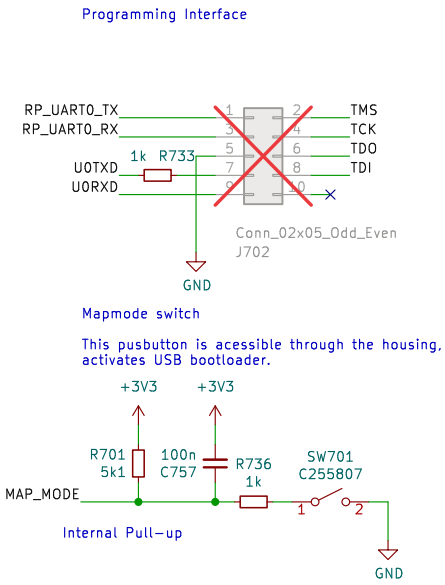 Programming Interface
RP_UART0_TX 1 2 TMS
RP_UART0_RX 3 4 TCK
5 6 TDO
U0TXD 1k R733 7 8 TDI
U0RXD 9 10
Conn_02x05_Odd_Even
J702
GND
Mapmode switch
This pusbutton is acessible through the housing,
activates USB bootloader.
+3V3 +3V3
R701 100n
5k1 C757
R736
1k
SW701
C255807
MAP_MODE
1 2
Internal Pull-up
GND